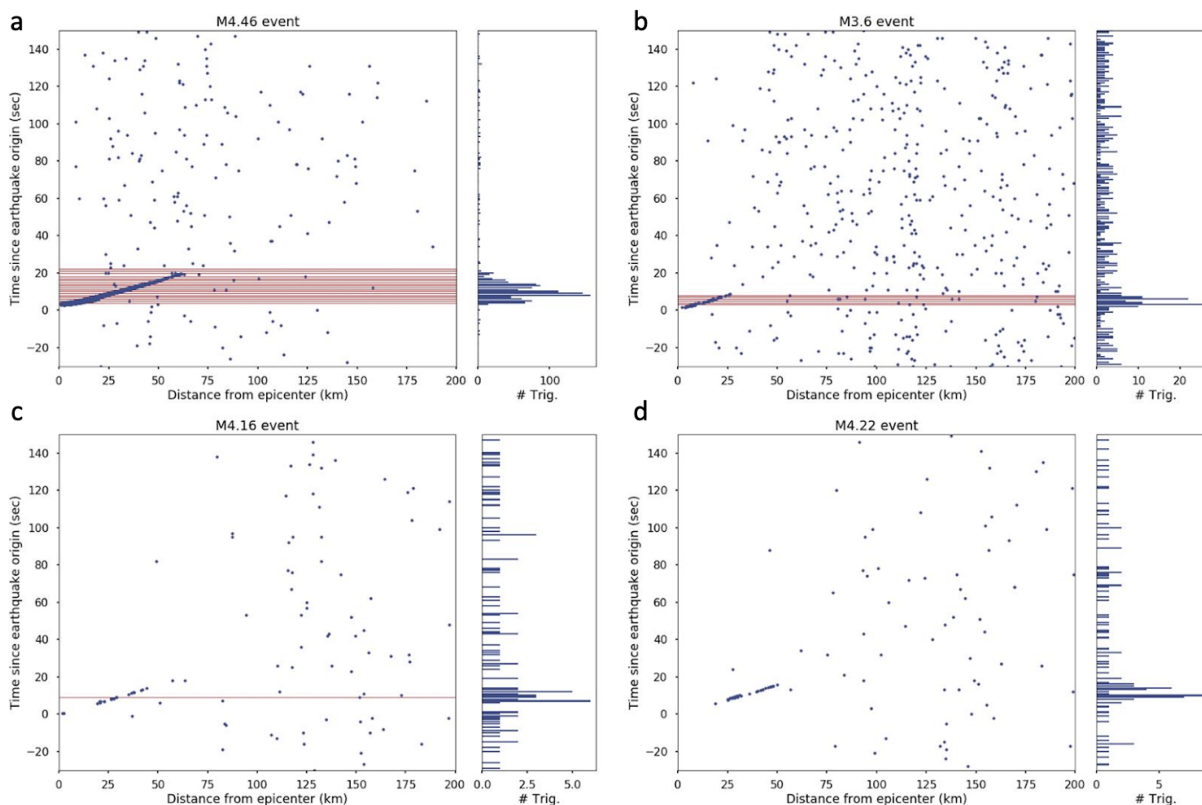 a
M4.46 event
140
120
100
80
60
40
20
0
−20
Time since earthquake origin (sec)
0 25 50 75 100 125 150 175 200
Distance from epicenter (km)
0 100
# Trig.
b
M3.6 event
140
120
100
80
60
40
20
0
−20
Time since earthquake origin (sec)
0 25 50 75 100 125 150 175 200
Distance from epicenter (km)
0 10 20
# Trig.
c
M4.16 event
140
120
100
80
60
40
20
0
−20
Time since earthquake origin (sec)
0 25 50 75 100 125 150 175 200
Distance from epicenter (km)
0.0 2.5 5.0
# Trig.
d
M4.22 event
140
120
100
80
60
40
20
0
−20
Time since earthquake origin (sec)
0 25 50 75 100 125 150 175 200
Distance from epicenter (km)
0 5
# Trig.